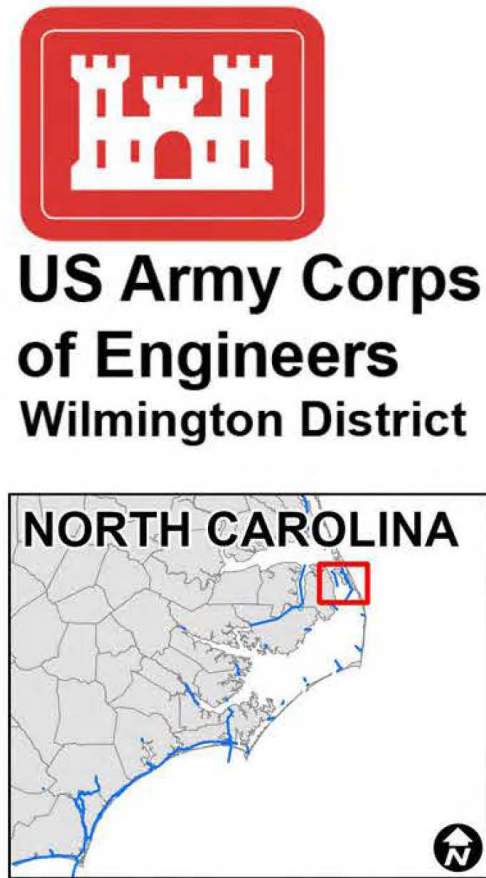 US Army Corps
of Engineers
Wilmington District
NORTH CAROLINA
N